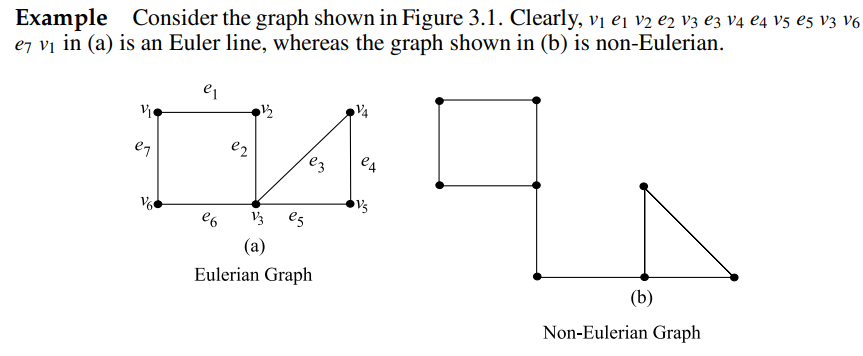 Example Consider the graph shown in Figure 3.1. Clearly, v1 e1 v2 e2 v3 e3 v4 e4 v5 e5 v3 v6
e7 v1 in (a) is an Euler line, whereas the graph shown in (b) is non-Eulerian.
e1
v1 v2 v4
e7 e2 e3 e4
v6 v5
e6 v3 e5
(a)
Eulerian Graph
(b)
Non-Eulerian Graph